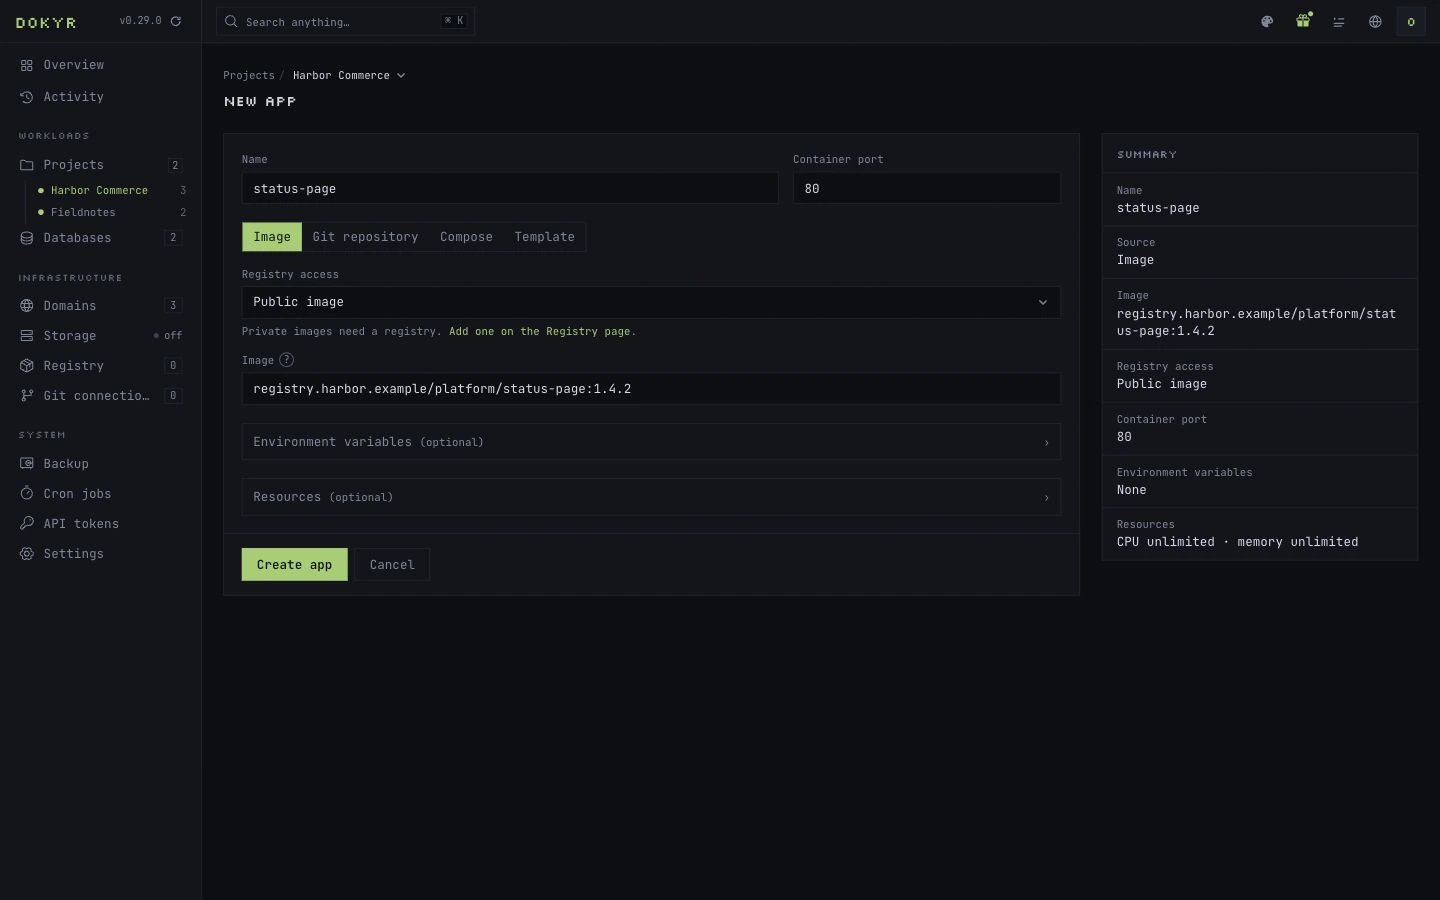 DOKYR v0.29.0
Search anything… ⌘ K
O
Overview
Activity
WORKLOADS
Projects 2
Harbor Commerce 3
Fieldnotes 2
Databases 2
INFRASTRUCTURE
Domains 3
Storage off
Registry 0
Git connectio… 0
SYSTEM
Backup
Cron jobs
API tokens
Settings
Projects / Harbor Commerce
NEW APP
Name
status-page
Container port
80
Image Git repository Compose Template
Registry access
Public image
Private images need a registry. Add one on the Registry page.
Image ?
registry.harbor.example/platform/status-page:1.4.2
Environment variables (optional) ›
Resources (optional) ›
Create app Cancel
SUMMARY
Name
status-page
Source
Image
Image
registry.harbor.example/platform/stat
us-page:1.4.2
Registry access
Public image
Container port
80
Environment variables
None
Resources
CPU unlimited · memory unlimited